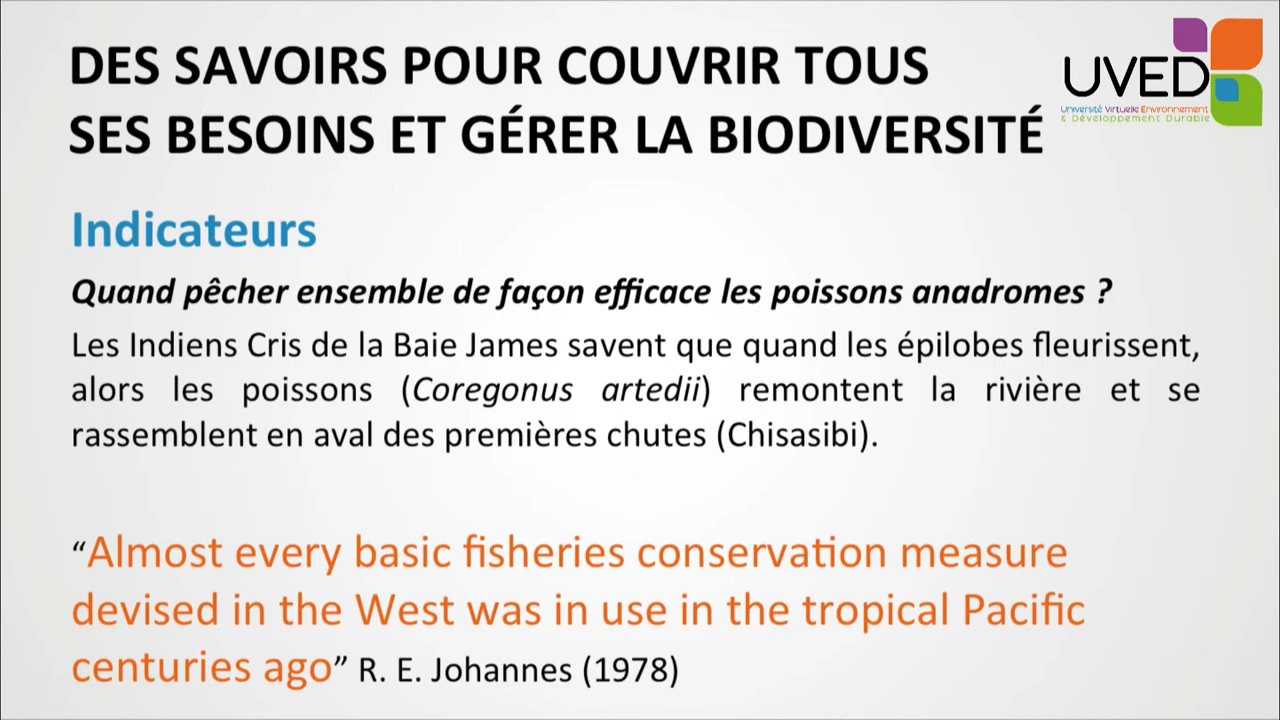 DES SAVOIRS POUR COUVRIR TOUS
SES BESOINS ET GÉRER LA BIODIVERSITÉ
UVED
Université Virtuelle Environnement
& Développement Durable
Indicateurs
Quand pêcher ensemble de façon efficace les poissons anadromes ?
Les Indiens Cris de la Baie James savent que quand les épilobes fleurissent,
alors les poissons (Coregonus artedii) remontent la rivière et se
rassemblent en aval des premières chutes (Chisasibi).
“Almost every basic fisheries conservation measure
devised in the West was in use in the tropical Pacific
centuries ago” R. E. Johannes (1978)